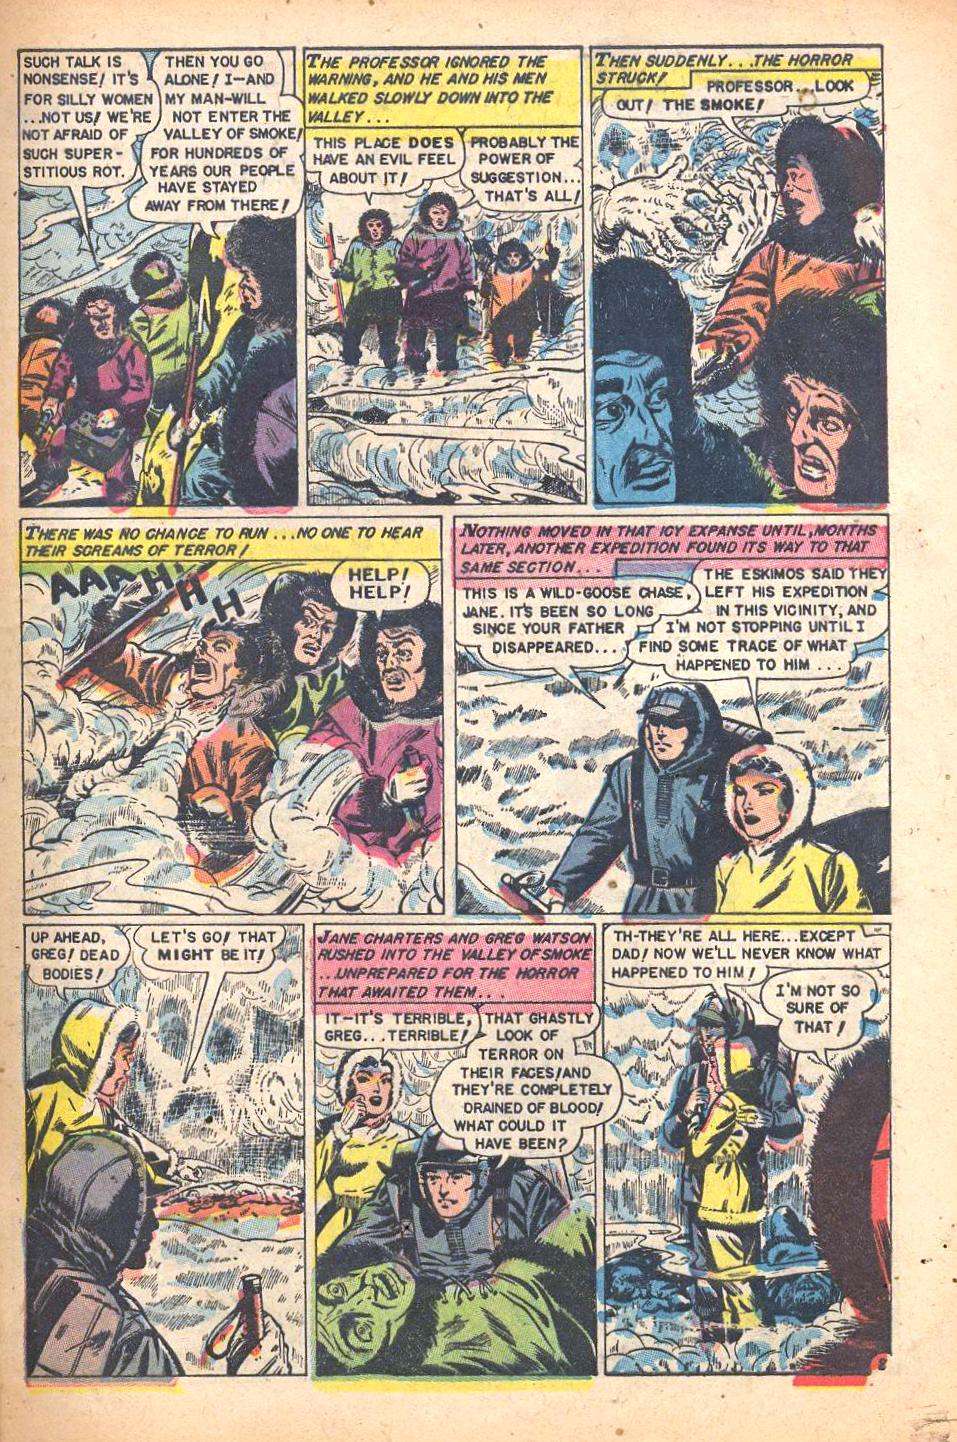 SUCH TALK IS
NONSENSE! IT'S
FOR SILLY WOMEN
...NOT US! WE'RE
NOT AFRAID OF
SUCH SUPER-
STITIOUS ROT.
THEN YOU GO
ALONE! I—AND
MY MAN—WILL
NOT ENTER THE
VALLEY OF SMOKE!
FOR HUNDREDS OF
YEARS OUR PEOPLE
HAVE STAYED
AWAY FROM THERE!
THE PROFESSOR IGNORED THE
WARNING, AND HE AND HIS MEN
WALKED SLOWLY DOWN INTO THE
VALLEY...
THIS PLACE DOES
HAVE AN EVIL FEEL
ABOUT IT!
PROBABLY THE
POWER OF
SUGGESTION...
THAT'S ALL!
THEN SUDDENLY...THE HORROR
STRUCK!
PROFESSOR...LOOK
OUT! THE SMOKE!
THERE WAS NO CHANCE TO RUN...NO ONE TO HEAR
THEIR SCREAMS OF TERROR!
AAAHHH
HELP!
HELP!
NOTHING MOVED IN THAT ICY EXPANSE UNTIL, MONTHS
LATER, ANOTHER EXPEDITION FOUND ITS WAY TO THAT
SAME SECTION...
THIS IS A WILD-GOOSE CHASE,
JANE. IT'S BEEN SO LONG
SINCE YOUR FATHER
DISAPPEARED...
THE ESKIMOS SAID THEY
LEFT HIS EXPEDITION
IN THIS VICINITY, AND
I'M NOT STOPPING UNTIL I
FIND SOME TRACE OF WHAT
HAPPENED TO HIM...
UP AHEAD,
GREG! DEAD
BODIES!
LET'S GO! THAT
MIGHT BE IT!
JANE CHARTERS AND GREG WATSON
RUSHED INTO THE VALLEY OF SMOKE
...UNPREPARED FOR THE HORROR
THAT AWAITED THEM...
IT—IT'S TERRIBLE,
GREG...TERRIBLE!
THAT GHASTLY
LOOK OF
TERROR ON
THEIR FACES! AND
THEY'RE COMPLETELY
DRAINED OF BLOOD!
WHAT COULD IT
HAVE BEEN?
TH-THEY'RE ALL HERE...EXCEPT
DAD! NOW WE'LL NEVER KNOW WHAT
HAPPENED TO HIM!
I'M NOT SO
SURE OF
THAT!